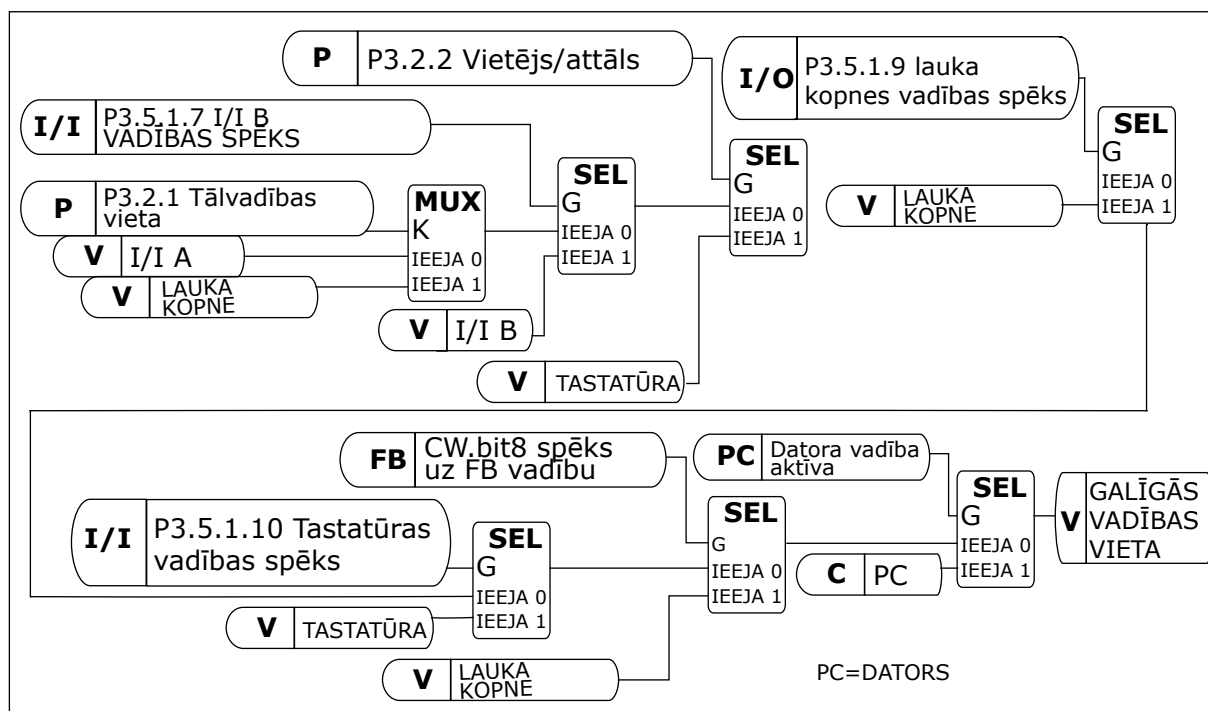 P P3.2.2 Vietējs/attāls
I/O P3.5.1.9 lauka
kopnes vadības spēks
I/I P3.5.1.7 I/I B
VADĪBAS SPĒKS
SEL
G
IEEJA 0
IEEJA 1
SEL
G
IEEJA 0
IEEJA 1
SEL
G
IEEJA 0
IEEJA 1
P P3.2.1 Tālvadības
vieta
MUX
K
IEEJA 0
IEEJA 1
V LAUKA
KOPNE
V I/I A
V LAUKA
KOPNE
V I/I B
V TASTATŪRA
FB CW.bit8 spēks
uz FB vadību
PC Datora vadība
aktīva
SEL
G
IEEJA 0
IEEJA 1
V GALĪGĀS
VADĪBAS
VIETA
I/I P3.5.1.10 Tastatūras
vadības spēks
SEL
G
IEEJA 0
IEEJA 1
SEL
G
IEEJA 0
IEEJA 1
C PC
V TASTATŪRA
V LAUKA
KOPNE
PC=DATORS